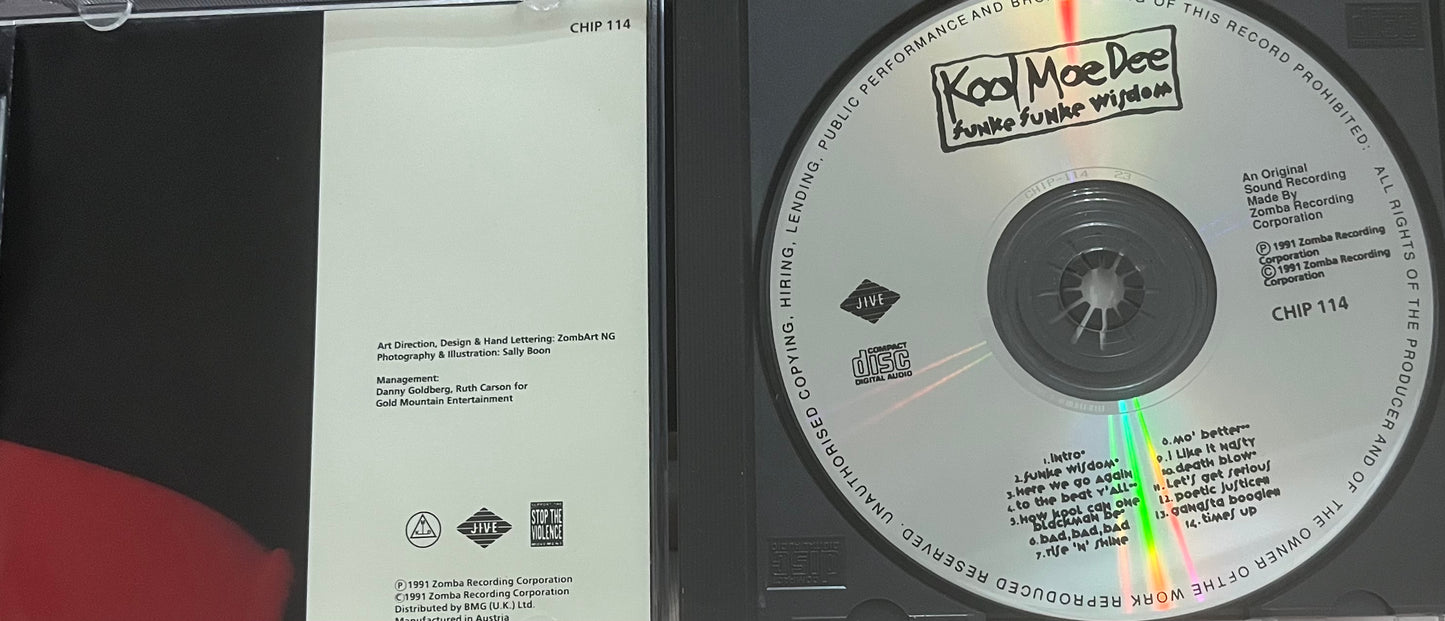 CHIP 114
Art Direction, Design & Hand Lettering: ZombArt NG
Photography & Illustration: Sally Boon
Management:
Danny Goldberg, Ruth Carson for
Gold Mountain Entertainment
JIVE
STOP THE
VIOLENCE
Ⓟ 1991 Zomba Recording Corporation
©1991 Zomba Recording Corporation
Distributed by BMG (U.K.) Ltd.
Manufactured in Austria
UNAUTHORISED COPYING, HIRING, LENDING, PUBLIC PERFORMANCE AND OF THIS RECORD PROHIBITED: ALL RIGHTS OF THE PRODUCER AND OF THE OWNER OF THE WORK REPRODUCED RESERVED.
Kool Moe Dee
funke funke wisdom
CHIP-114 23
An Original
Sound Recording
Made By
Zomba Recording
Corporation
Ⓟ 1991 Zomba Recording
Corporation
© 1991 Zomba Recording
Corporation
CHIP 114
JIVE
COMPACT
disc
DIGITAL AUDIO
1.intro
2.funke wisdom
3.Here we go again
4.to the beat y'all
5.How kool can one
blackman be
6.bad,bad,bad
7.rise 'n' shine
8.mo' better
9.I Like it nasty
10.death blow
11.Let's get serious
12.poetic justice
13.gangsta boogie
14.times up